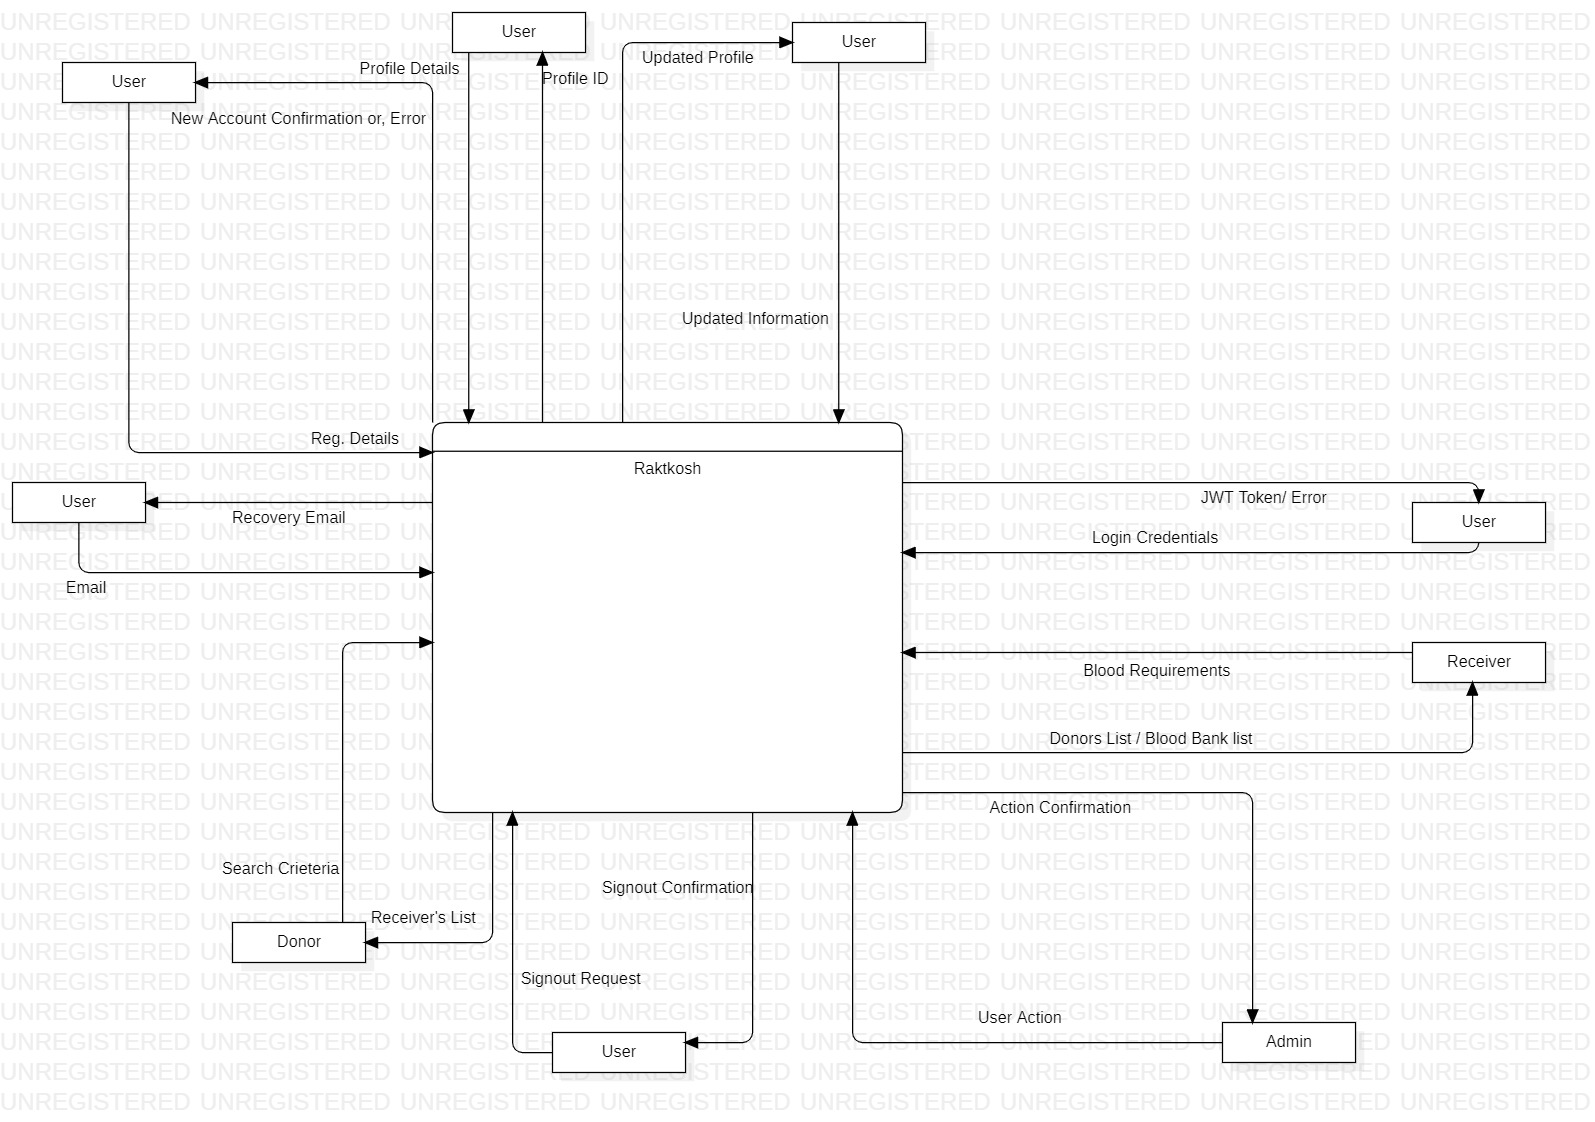 User
User
Updated Profile
User
Profile Details
Profile ID
New Account Confirmation or, Error
Updated Information
Reg. Details
Raktkosh
User
Recovery Email
JWT Token/ Error
User
Login Credentials
Email
Blood Requirements
Receiver
Donors List / Blood Bank list
Action Confirmation
Search Crieteria
Signout Confirmation
Receiver's List
Donor
Signout Request
User Action
User
Admin
UNREGISTERED